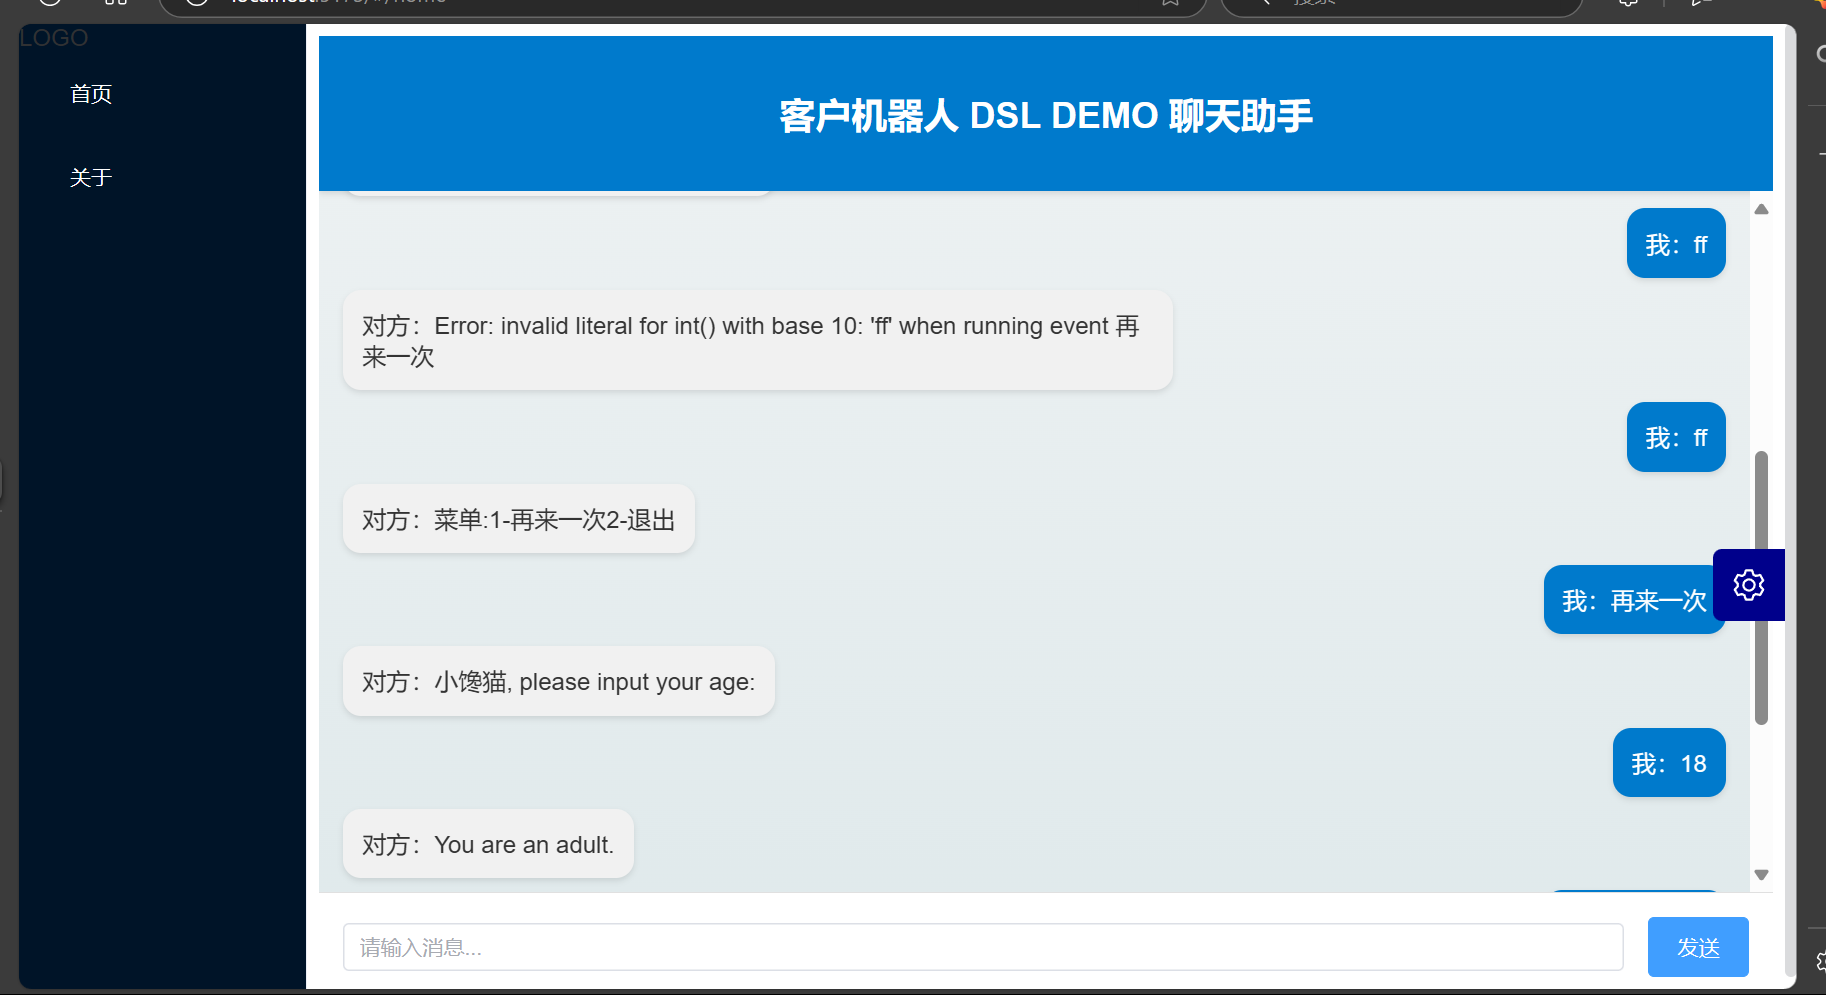 LOGO
首页
关于
客户机器人 DSL DEMO 聊天助手
我：ff
对方：Error: invalid literal for int() with base 10: 'ff' when running event 再
来一次
我：ff
对方：菜单:1-再来一次2-退出
我：再来一次
对方：小馋猫, please input your age:
我：18
对方：You are an adult.
请输入消息...
发送